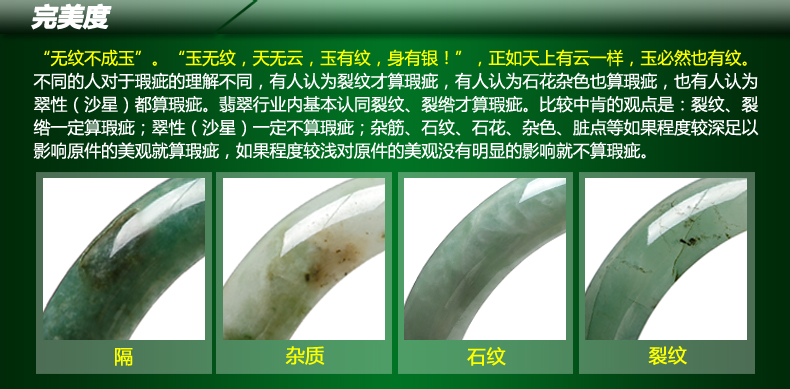 完美度
“无纹不成玉”。“玉无纹，天无云，玉有纹，身有银！”，正如天上有云一样，玉必然也有纹。
不同的人对于瑕疵的理解不同，有人认为裂纹才算瑕疵，有人认为石花杂色也算瑕疵，也有人认为
翠性（沙星）都算瑕疵。翡翠行业内基本认同裂纹、裂绺才算瑕疵。比较中肯的观点是：裂纹、裂
绺一定算瑕疵；翠性（沙星）一定不算瑕疵；杂筋、石纹、石花、杂色、脏点等如果程度较深足以
影响原件的美观就算瑕疵，如果程度较浅对原件的美观没有明显的影响就不算瑕疵。
隔
杂质
石纹
裂纹